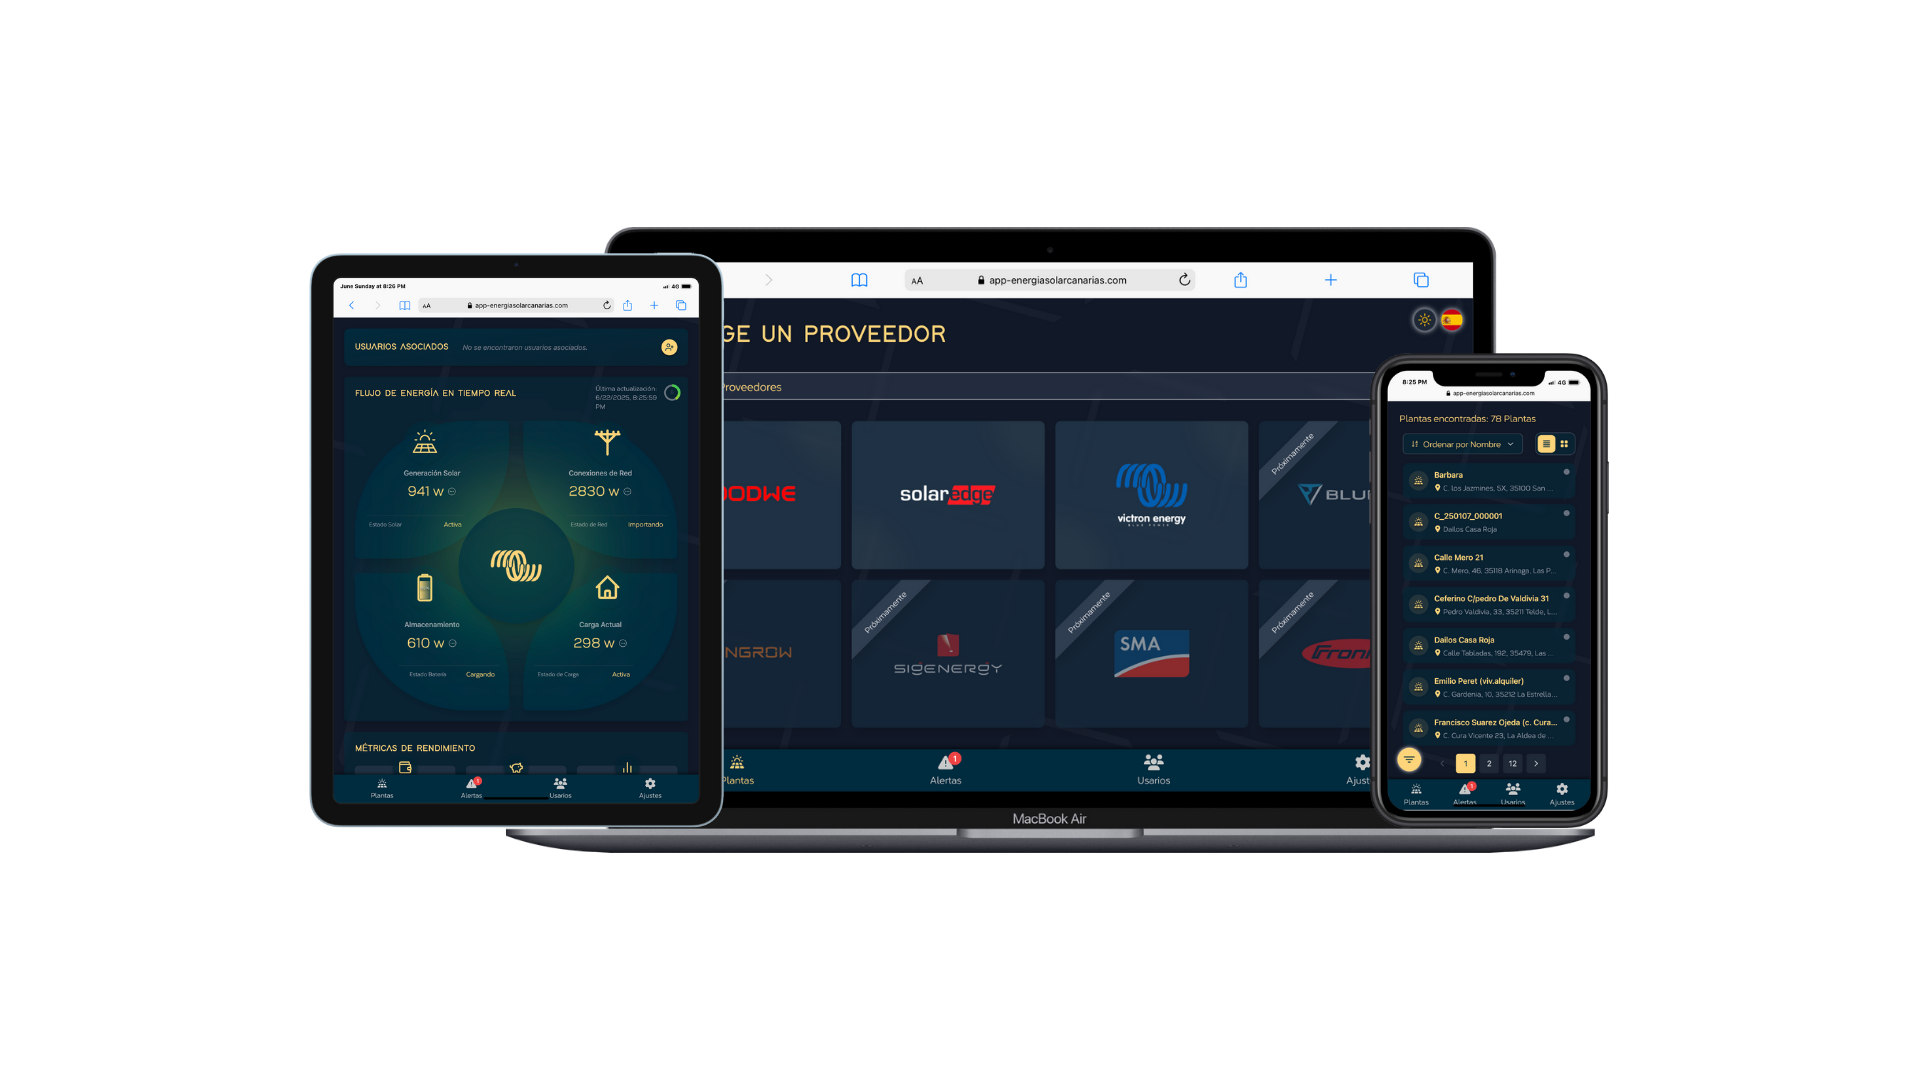 June Sunday at 8:26 PM
4G
AA
app-energiasolarcanarias.com
USUARIOS ASOCIADOS
No se encontraron usuarios asociados.
FLUJO DE ENERGÍA EN TIEMPO REAL
Última actualización:
6/22/2025, 8:25:59
PM
Generación Solar
941 w
Estado Solar
Activa
Conexiones de Red
2830 w
Estado de Red
Importando
Almacenamiento
610 w
Estado Batería
Cargando
Carga Actual
298 w
Estado de Carga
Activa
MÉTRICAS DE RENDIMIENTO
Plantas
1
Alertas
Usarios
Ajustes
AA
app-energiasolarcanarias.com
GE UN PROVEEDOR
Proveedores
OODWE
solaredge
victron energy
BLUE POWER
Próximamente
BLU
NGROW
Próximamente
SIGENERGY
Próximamente
SMA
Próximamente
Fron
Plantas
1
Alertas
Usarios
Ajust
MacBook Air
8:25 PM
4G
app-energiasolarcanarias.com
Plantas encontradas: 78 Plantas
Ordenar por Nombre
Barbara
C. los Jazmines, 5X, 35100 San ...
C_250107_000001
Dailos Casa Roja
Calle Mero 21
C. Mero, 46, 35118 Arinaga, Las P...
Ceferino C/pedro De Valdivia 31
Pedro Valdivia, 33, 35211 Telde, L...
Dailos Casa Roja
Calle Tabladas, 192, 35479, Las ...
Emilio Peret (viv.alquiler)
C. Gardenia, 10, 35212 La Estrella...
Francisco Suarez Ojeda (c. Cura...
C. Cura Vicente 23, La Aldea de ...
1
2
12
Plantas
1
Alertas
Usarios
Ajustes